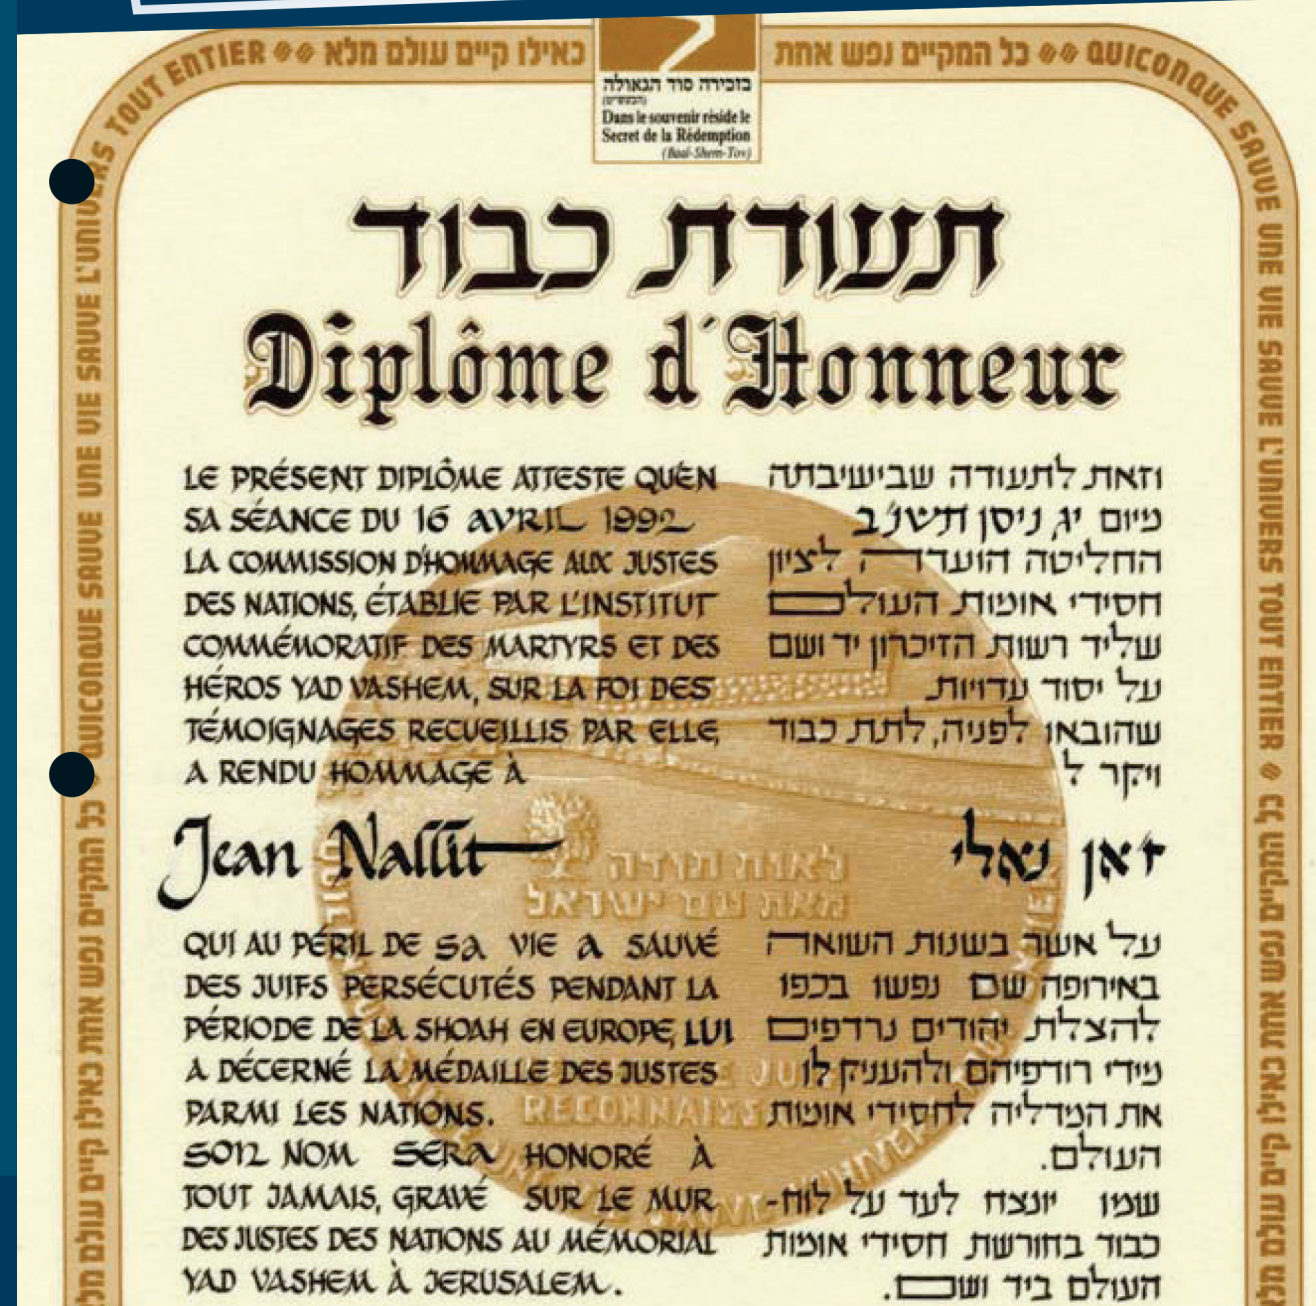 QUICONQUE SAUVE UNE VIE SAUVE L'UNIVERS TOUT ENTIER
כל המקיים נפש אחת
כאילו קיים עולם מלא
בזכירה סוד הגאולה
Dans le souvenir réside le
Secret de la Rédemption
(Baal-Shem-Tov)
תעודת כבוד
Diplôme d'Honneur
LE PRÉSENT DIPLÔME ATTESTE QU'EN
SA SÉANCE DU 16 AVRIL 1992
LA COMMISSION D'HOMMAGE AUX JUSTES
DES NATIONS, ÉTABLIE PAR L'INSTITUT
COMMÉMORATIF DES MARTYRS ET DES
HÉROS YAD VASHEM, SUR LA FOI DES
TÉMOIGNAGES RECUEILLIS PAR ELLE,
A RENDU HOMMAGE À
Jean Nallit
QUI AU PÉRIL DE SA VIE A SAUVÉ
DES JUIFS PERSÉCUTÉS PENDANT LA
PÉRIODE DE LA SHOAH EN EUROPE, LUI
A DÉCERNÉ LA MÉDAILLE DES JUSTES
PARMI LES NATIONS.
SON NOM SERA HONORÉ À
TOUT JAMAIS, GRAVÉ SUR LE MUR
DES JUSTES DES NATIONS AU MÉMORIAL
YAD VASHEM À JERUSALEM.
וזאת לתעודה שבישיבתה
מיום יג ניסן תשנ"ב
החליטה הועדה לציון
חסידי אומות העולם
שליד רשות הזיכרון יד ושם
על יסוד עדויות
שהובאו לפניה, לתת כבוד
ויקר ל
ז'אן נאלי
על אשר בשנות השואה
באירופה שם נפשו בכפו
להצלת יהודים נרדפים
מידי רודפיהם ולהעניק לו
את המדליה לחסידי אומות
העולם.
שמו יונצח לעד על לוח-
כבוד בחורשת חסידי אומות
העולם ביד ושם.
לאות תודה
מאת עם ישראל
RECONNAISS